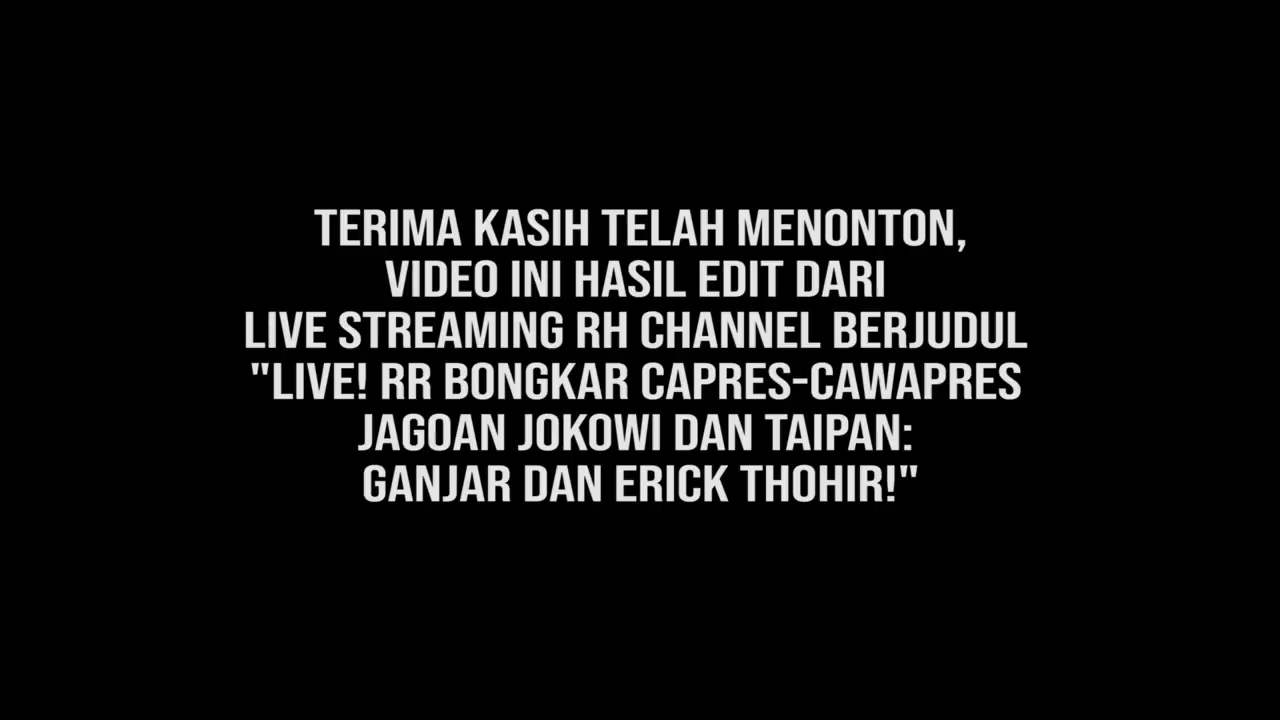 TERIMA KASIH TELAH MENONTON,
VIDEO INI HASIL EDIT DARI
LIVE STREAMING RH CHANNEL BERJUDUL
"LIVE! RR BONGKAR CAPRES-CAWAPRES
JAGOAN JOKOWI DAN TAIPAN:
GANJAR DAN ERICK THOHIR!"